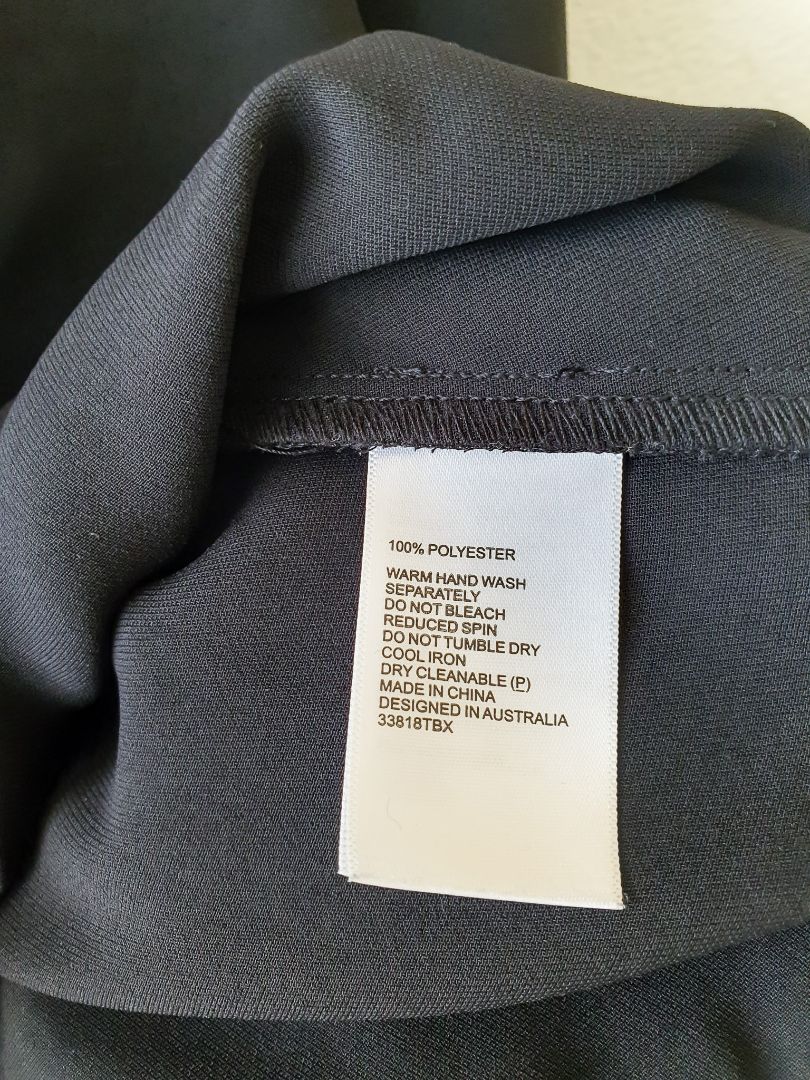 100% POLYESTER
WARM HAND WASH
SEPARATELY
DO NOT BLEACH
REDUCED SPIN
DO NOT TUMBLE DRY
COOL IRON
DRY CLEANABLE (P)
MADE IN CHINA
DESIGNED IN AUSTRALIA
33818TBX